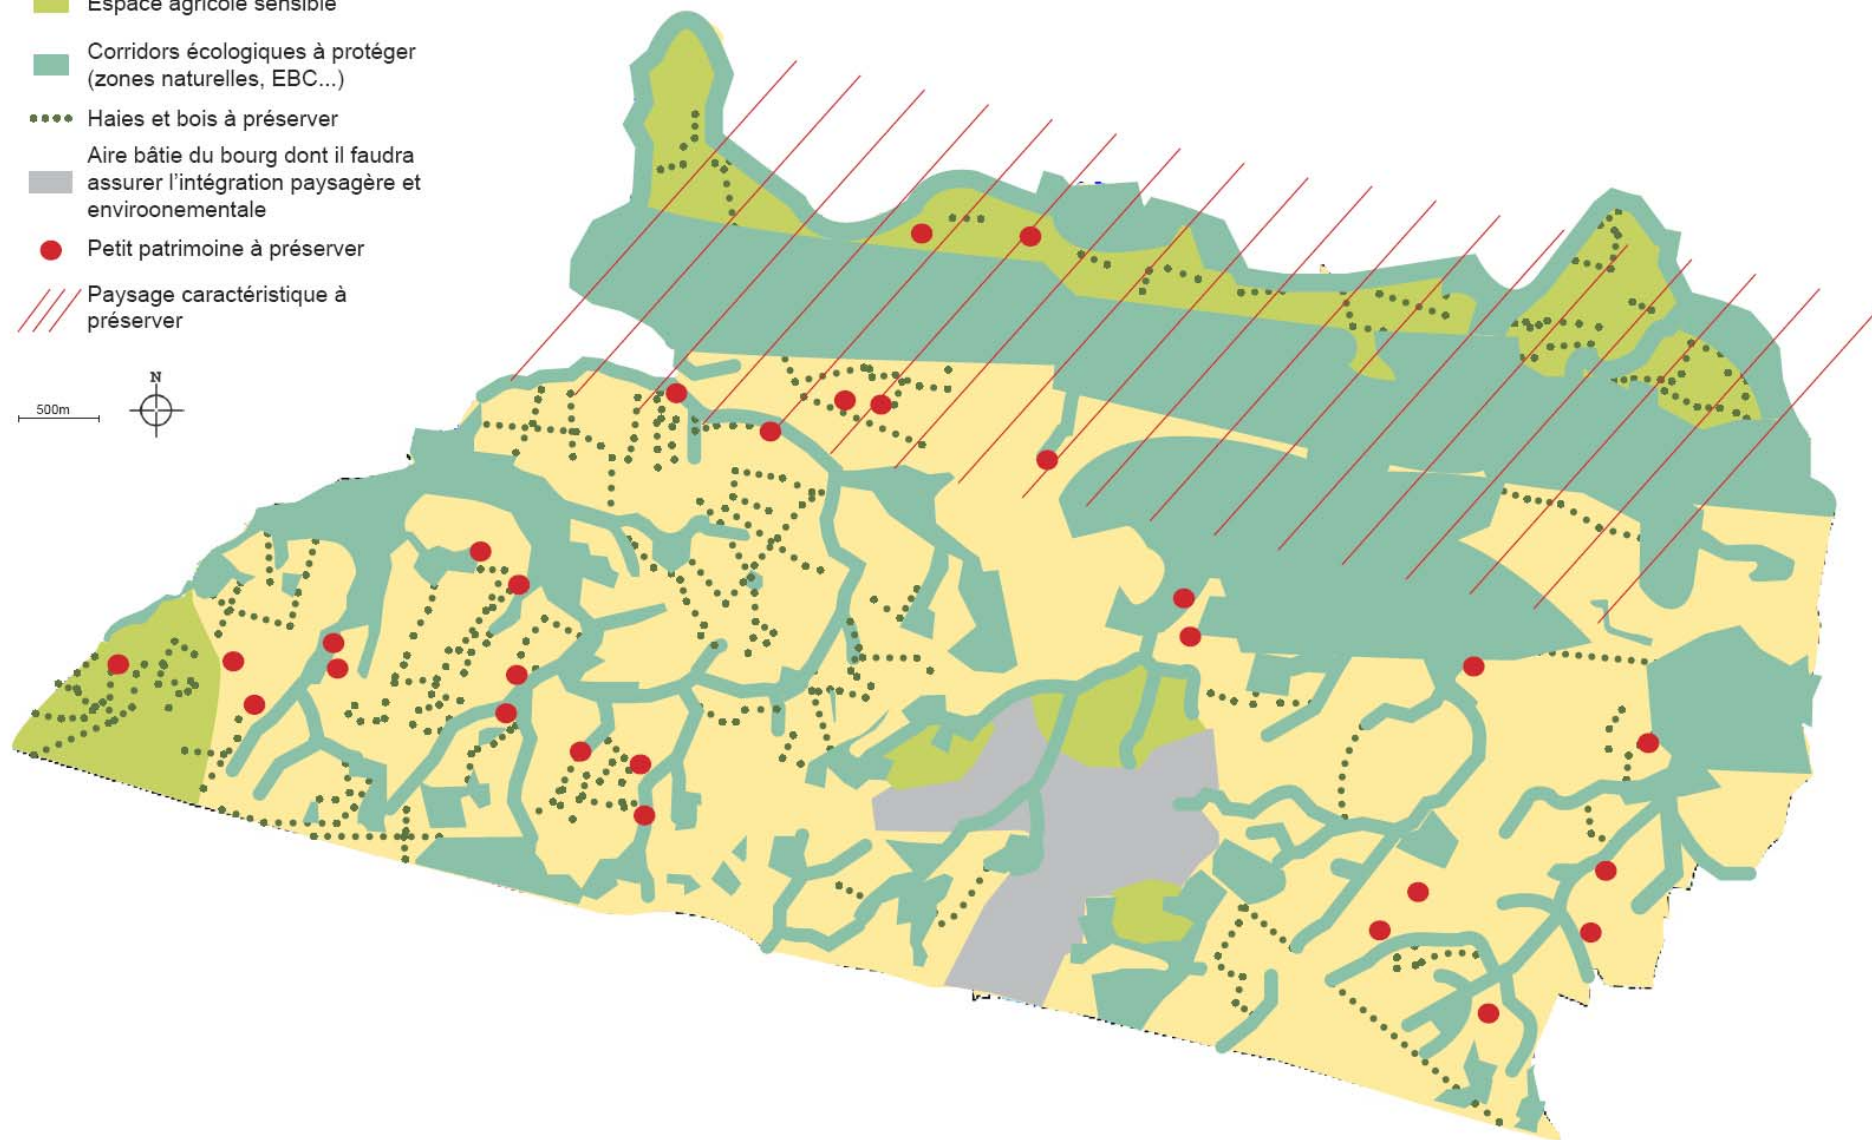 Espace agricole sensible
Corridors écologiques à protéger
(zones naturelles, EBC...)
Haies et bois à préserver
Aire bâtie du bourg dont il faudra
assurer l'intégration paysagère et
enviroonementale
Petit patrimoine à préserver
Paysage caractéristique à
préserver
N
500m